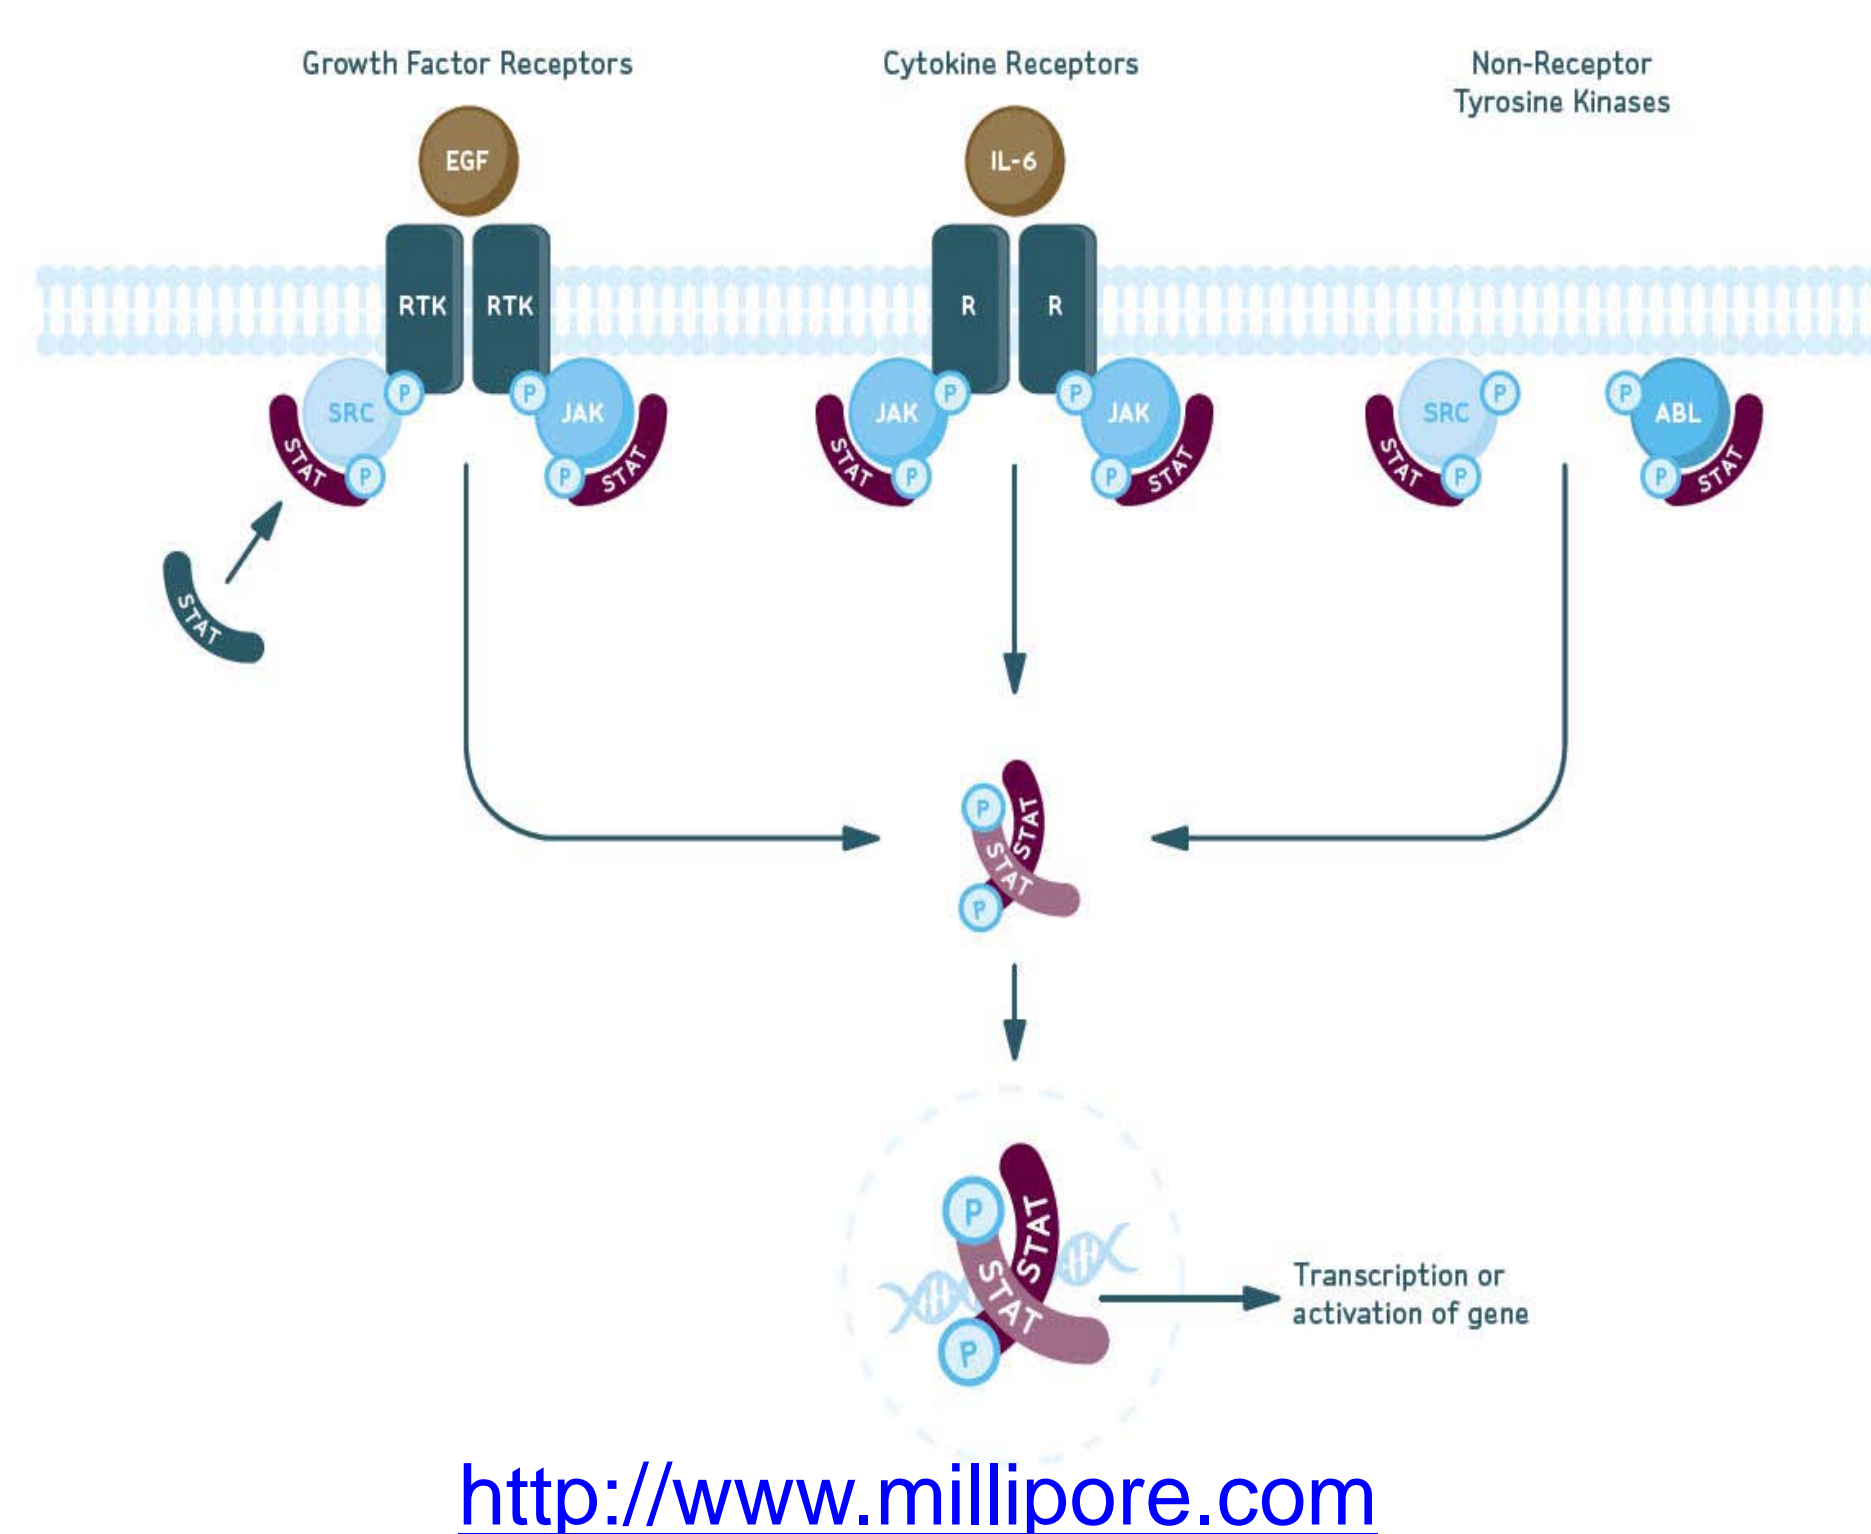 Growth Factor Receptors
Cytokine Receptors
Non-Receptor
Tyrosine Kinases
EGF
IL-6
RTK
RTK
R
R
SRC
P
P
JAK
JAK
P
P
JAK
SRC
P
P
ABL
STAT
P
P
STAT
STAT
P
P
STAT
STAT
P
P
STAT
STAT
P
STAT
STAT
P
P
STAT
STAT
P
Transcription or
activation of gene
http://www.millipore.com